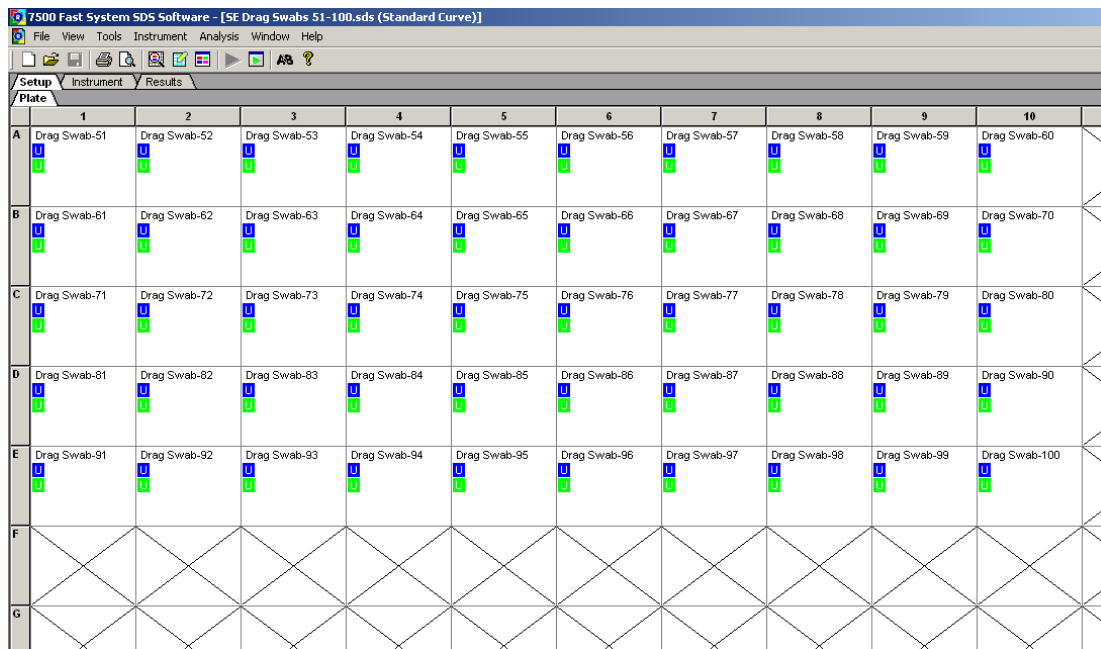 7500 Fast System SDS Software - [SE Drag Swabs 51-100.sds (Standard Curve)]
File View Tools Instrument Analysis Window Help
Setup Instrument Results
Plate
1 2 3 4 5 6 7 8 9 10
A Drag Swab-51 Drag Swab-52 Drag Swab-53 Drag Swab-54 Drag Swab-55 Drag Swab-56 Drag Swab-57 Drag Swab-58 Drag Swab-59 Drag Swab-60
U U U U U U U U U U
U U U U U U U U U U
B Drag Swab-61 Drag Swab-62 Drag Swab-63 Drag Swab-64 Drag Swab-65 Drag Swab-66 Drag Swab-67 Drag Swab-68 Drag Swab-69 Drag Swab-70
U U U U U U U U U U
U U U U U U U U U U
C Drag Swab-71 Drag Swab-72 Drag Swab-73 Drag Swab-74 Drag Swab-75 Drag Swab-76 Drag Swab-77 Drag Swab-78 Drag Swab-79 Drag Swab-80
U U U U U U U U U U
U U U U U U U U U U
D Drag Swab-81 Drag Swab-82 Drag Swab-83 Drag Swab-84 Drag Swab-85 Drag Swab-86 Drag Swab-87 Drag Swab-88 Drag Swab-89 Drag Swab-90
U U U U U U U U U U
U U U U U U U U U U
E Drag Swab-91 Drag Swab-92 Drag Swab-93 Drag Swab-94 Drag Swab-95 Drag Swab-96 Drag Swab-97 Drag Swab-98 Drag Swab-99 Drag Swab-100
U U U U U U U U U U
U U U U U U U U U U
F
G